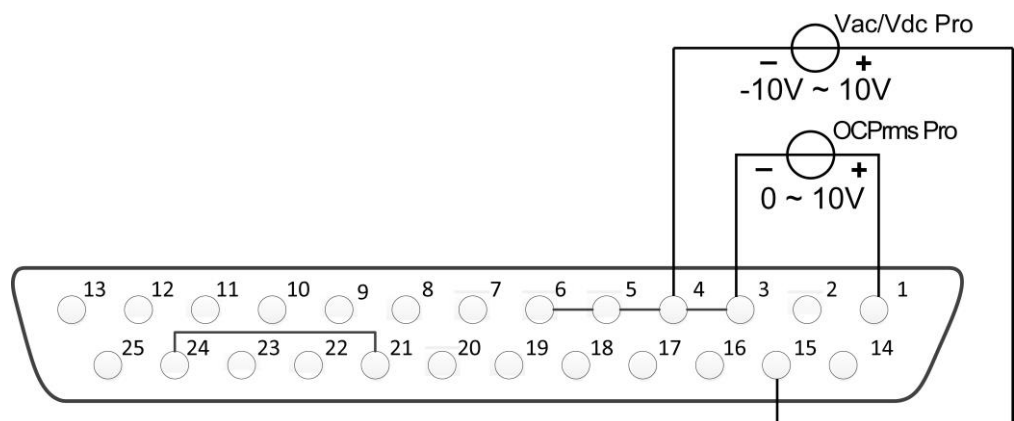 Vac/Vdc Pro
− +
-10V ~ 10V
OCPrms Pro
− +
0 ~ 10V
13 12 11 10 9 8 7 6 5 4 3 2 1
25 24 23 22 21 20 19 18 17 16 15 14